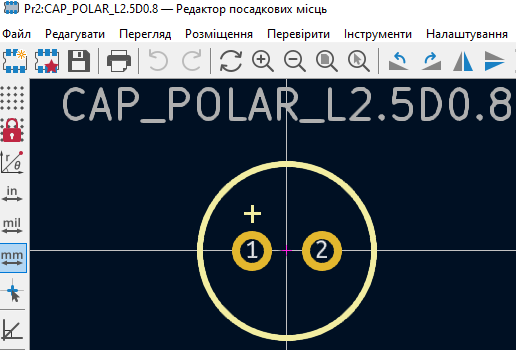 Pr2:CAP_POLAR_L2.5D0.8 — Редактор посадкових місць
Файл Редагувати Перегляд Розміщення Перевірити Інструменти Налаштування
CAP_POLAR_L2.5D0.8
r θ
in
mil
mm
+
1 2